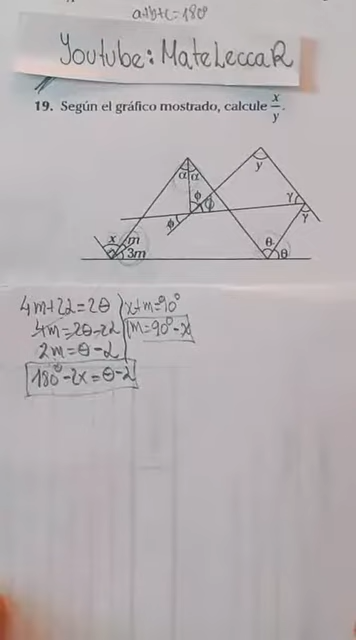 a+b+c=180°
Youtube: MateLeccaR
19. Según el gráfico mostrado, calcule x/y.
α α
y
φ
φ φ
γ
γ
x m
3m
θ
θ
4m+2α=2θ
x+m=90°
4m=2θ-2α
m=90°-x
2m=θ-α
180°-2x=θ-α